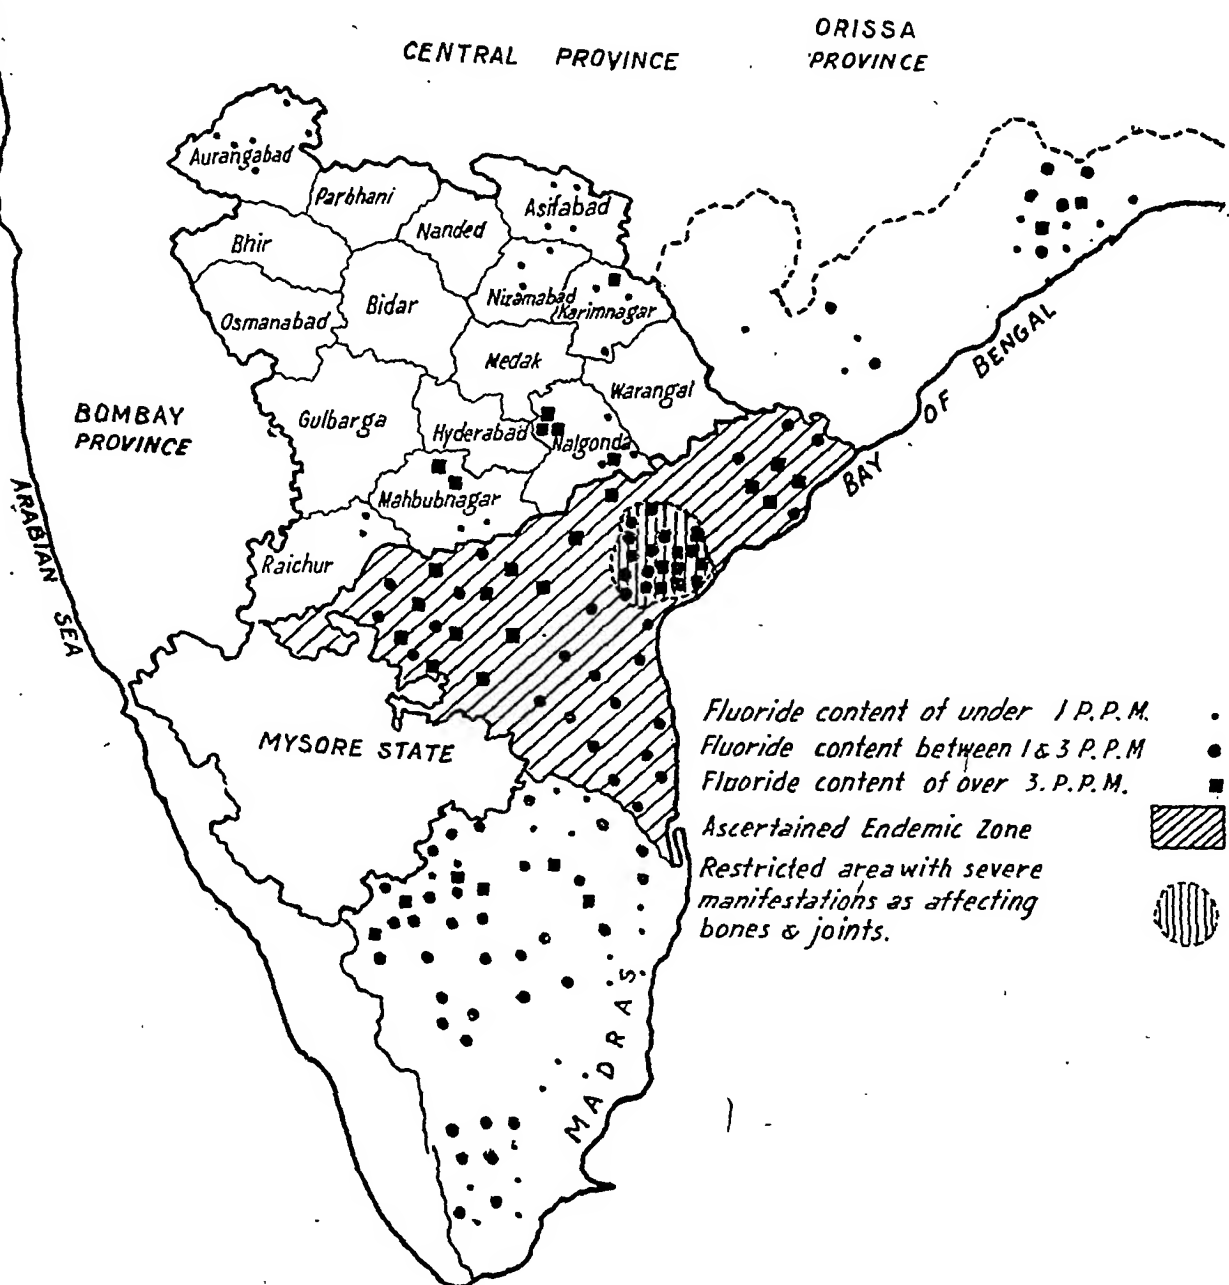 CENTRAL PROVINCE
ORISSA
PROVINCE
Aurangabad
Parbhani
Asifabad
Nanded
Bhir
Nizamabad
Karimnagar
Bidar
Osmanabad
Medak
Warangal
BOMBAY
PROVINCE
Gulbarga
Hyderabad
Nalgonda
Mahbubnagar
Raichur
BAY OF BENGAL
ARABIAN SEA
MYSORE STATE
MADRAS
Fluoride content of under 1 P.P.M.
Fluoride content between 1 & 3 P.P.M
Fluoride content of over 3. P.P.M.
Ascertained Endemic Zone
Restricted area with severe
manifestations as affecting
bones & joints.